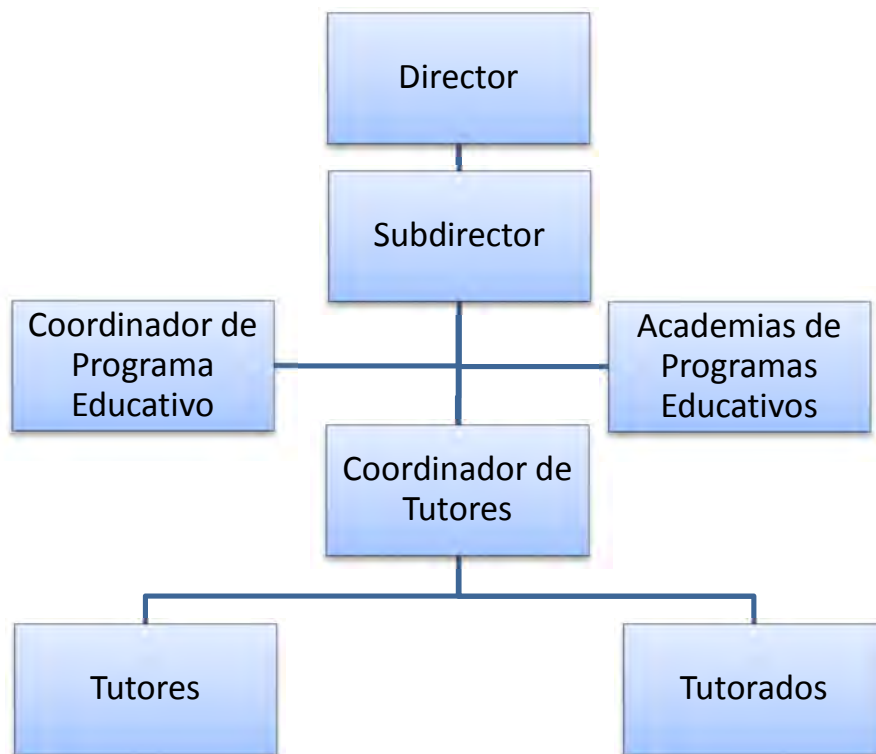 Director
Subdirector
Coordinador de
Programa
Educativo
Academias de
Programas
Educativos
Coordinador de
Tutores
Tutores
Tutorados